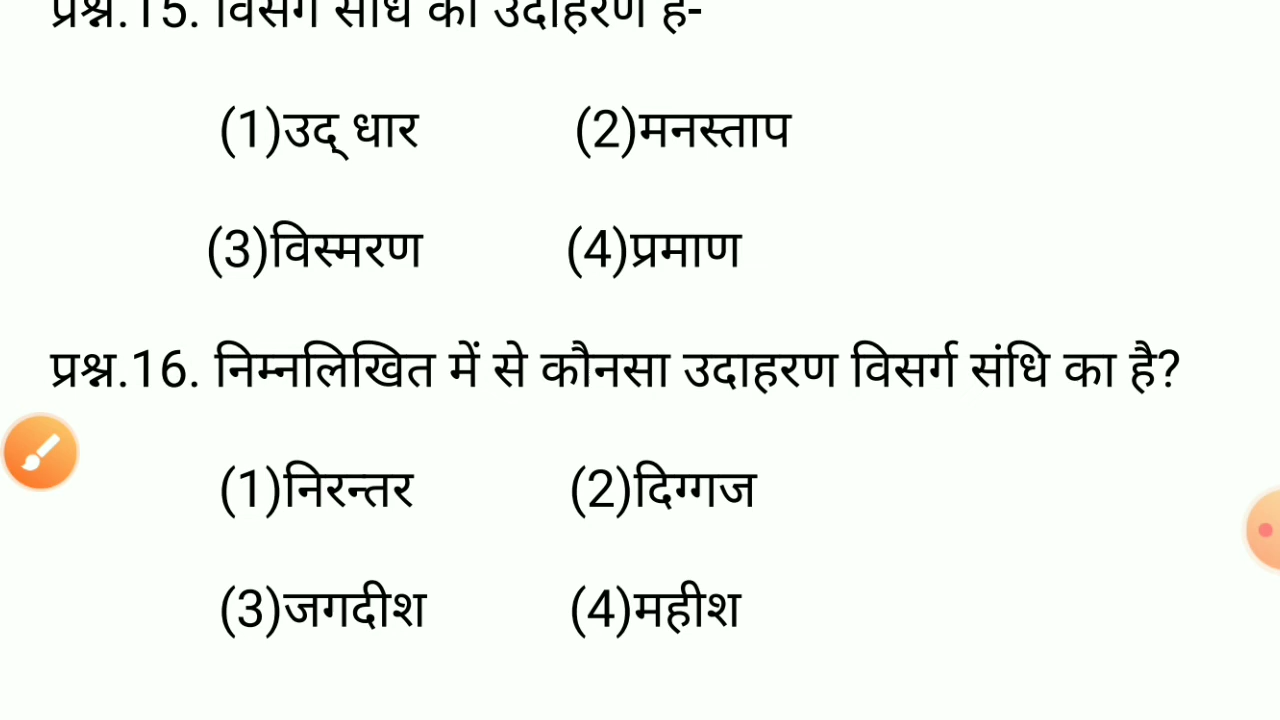 प्रश्न.15. विसर्ग संधि का उदाहरण है-
(1)उद् धार (2)मनस्ताप
(3)विस्मरण (4)प्रमाण
प्रश्न.16. निम्नलिखित में से कौनसा उदाहरण विसर्ग संधि का है?
(1)निरन्तर (2)दिग्गज
(3)जगदीश (4)महीश